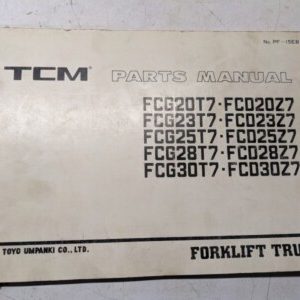 No. PF-15EB
TCM PARTS MANUAL
FCG20T7·FCD20Z7
FCG23T7·FCD23Z7
FCG25T7·FCD25Z7
FCG28T7·FCD28Z7
FCG30T7·FCD30Z7
TOYO UMPANKI CO., LTD.
FORKLIFT TRU